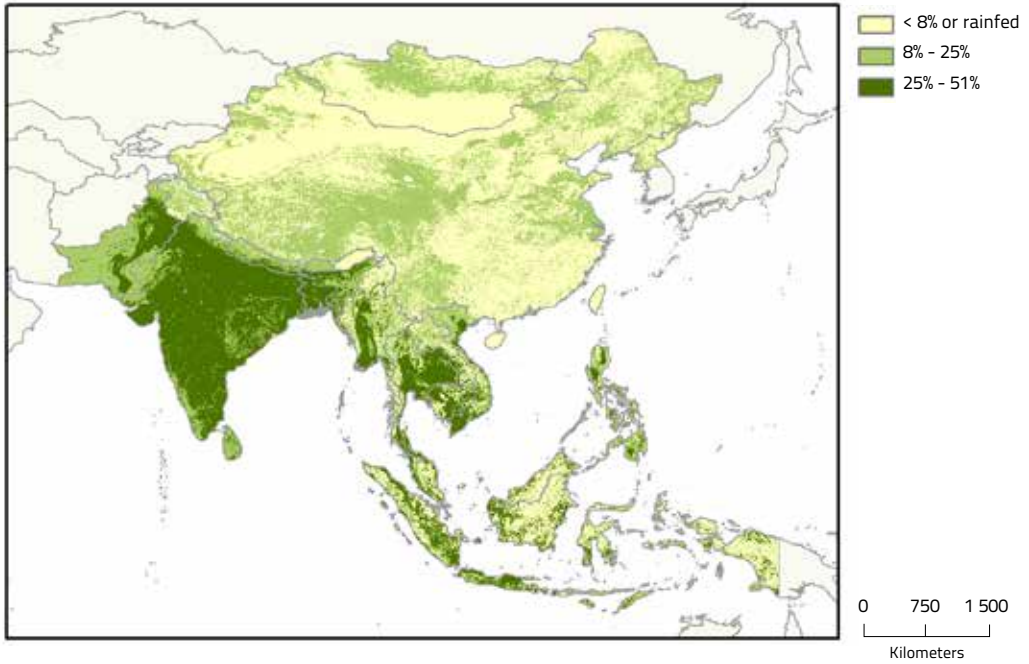 < 8% or rainfed
8% - 25%
25% - 51%
0 750 1 500
Kilometers